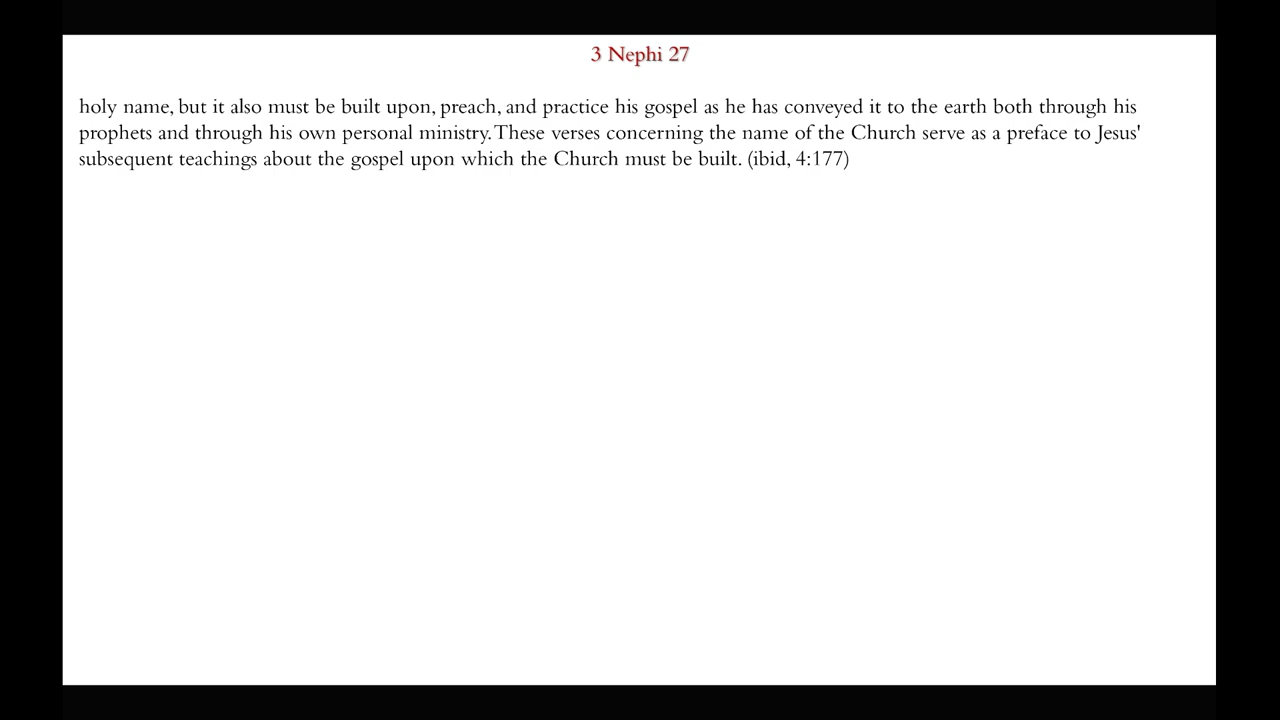 3 Nephi 27
holy name, but it also must be built upon, preach, and practice his gospel as he has conveyed it to the earth both through his
prophets and through his own personal ministry. These verses concerning the name of the Church serve as a preface to Jesus'
subsequent teachings about the gospel upon which the Church must be built. (ibid, 4:177)